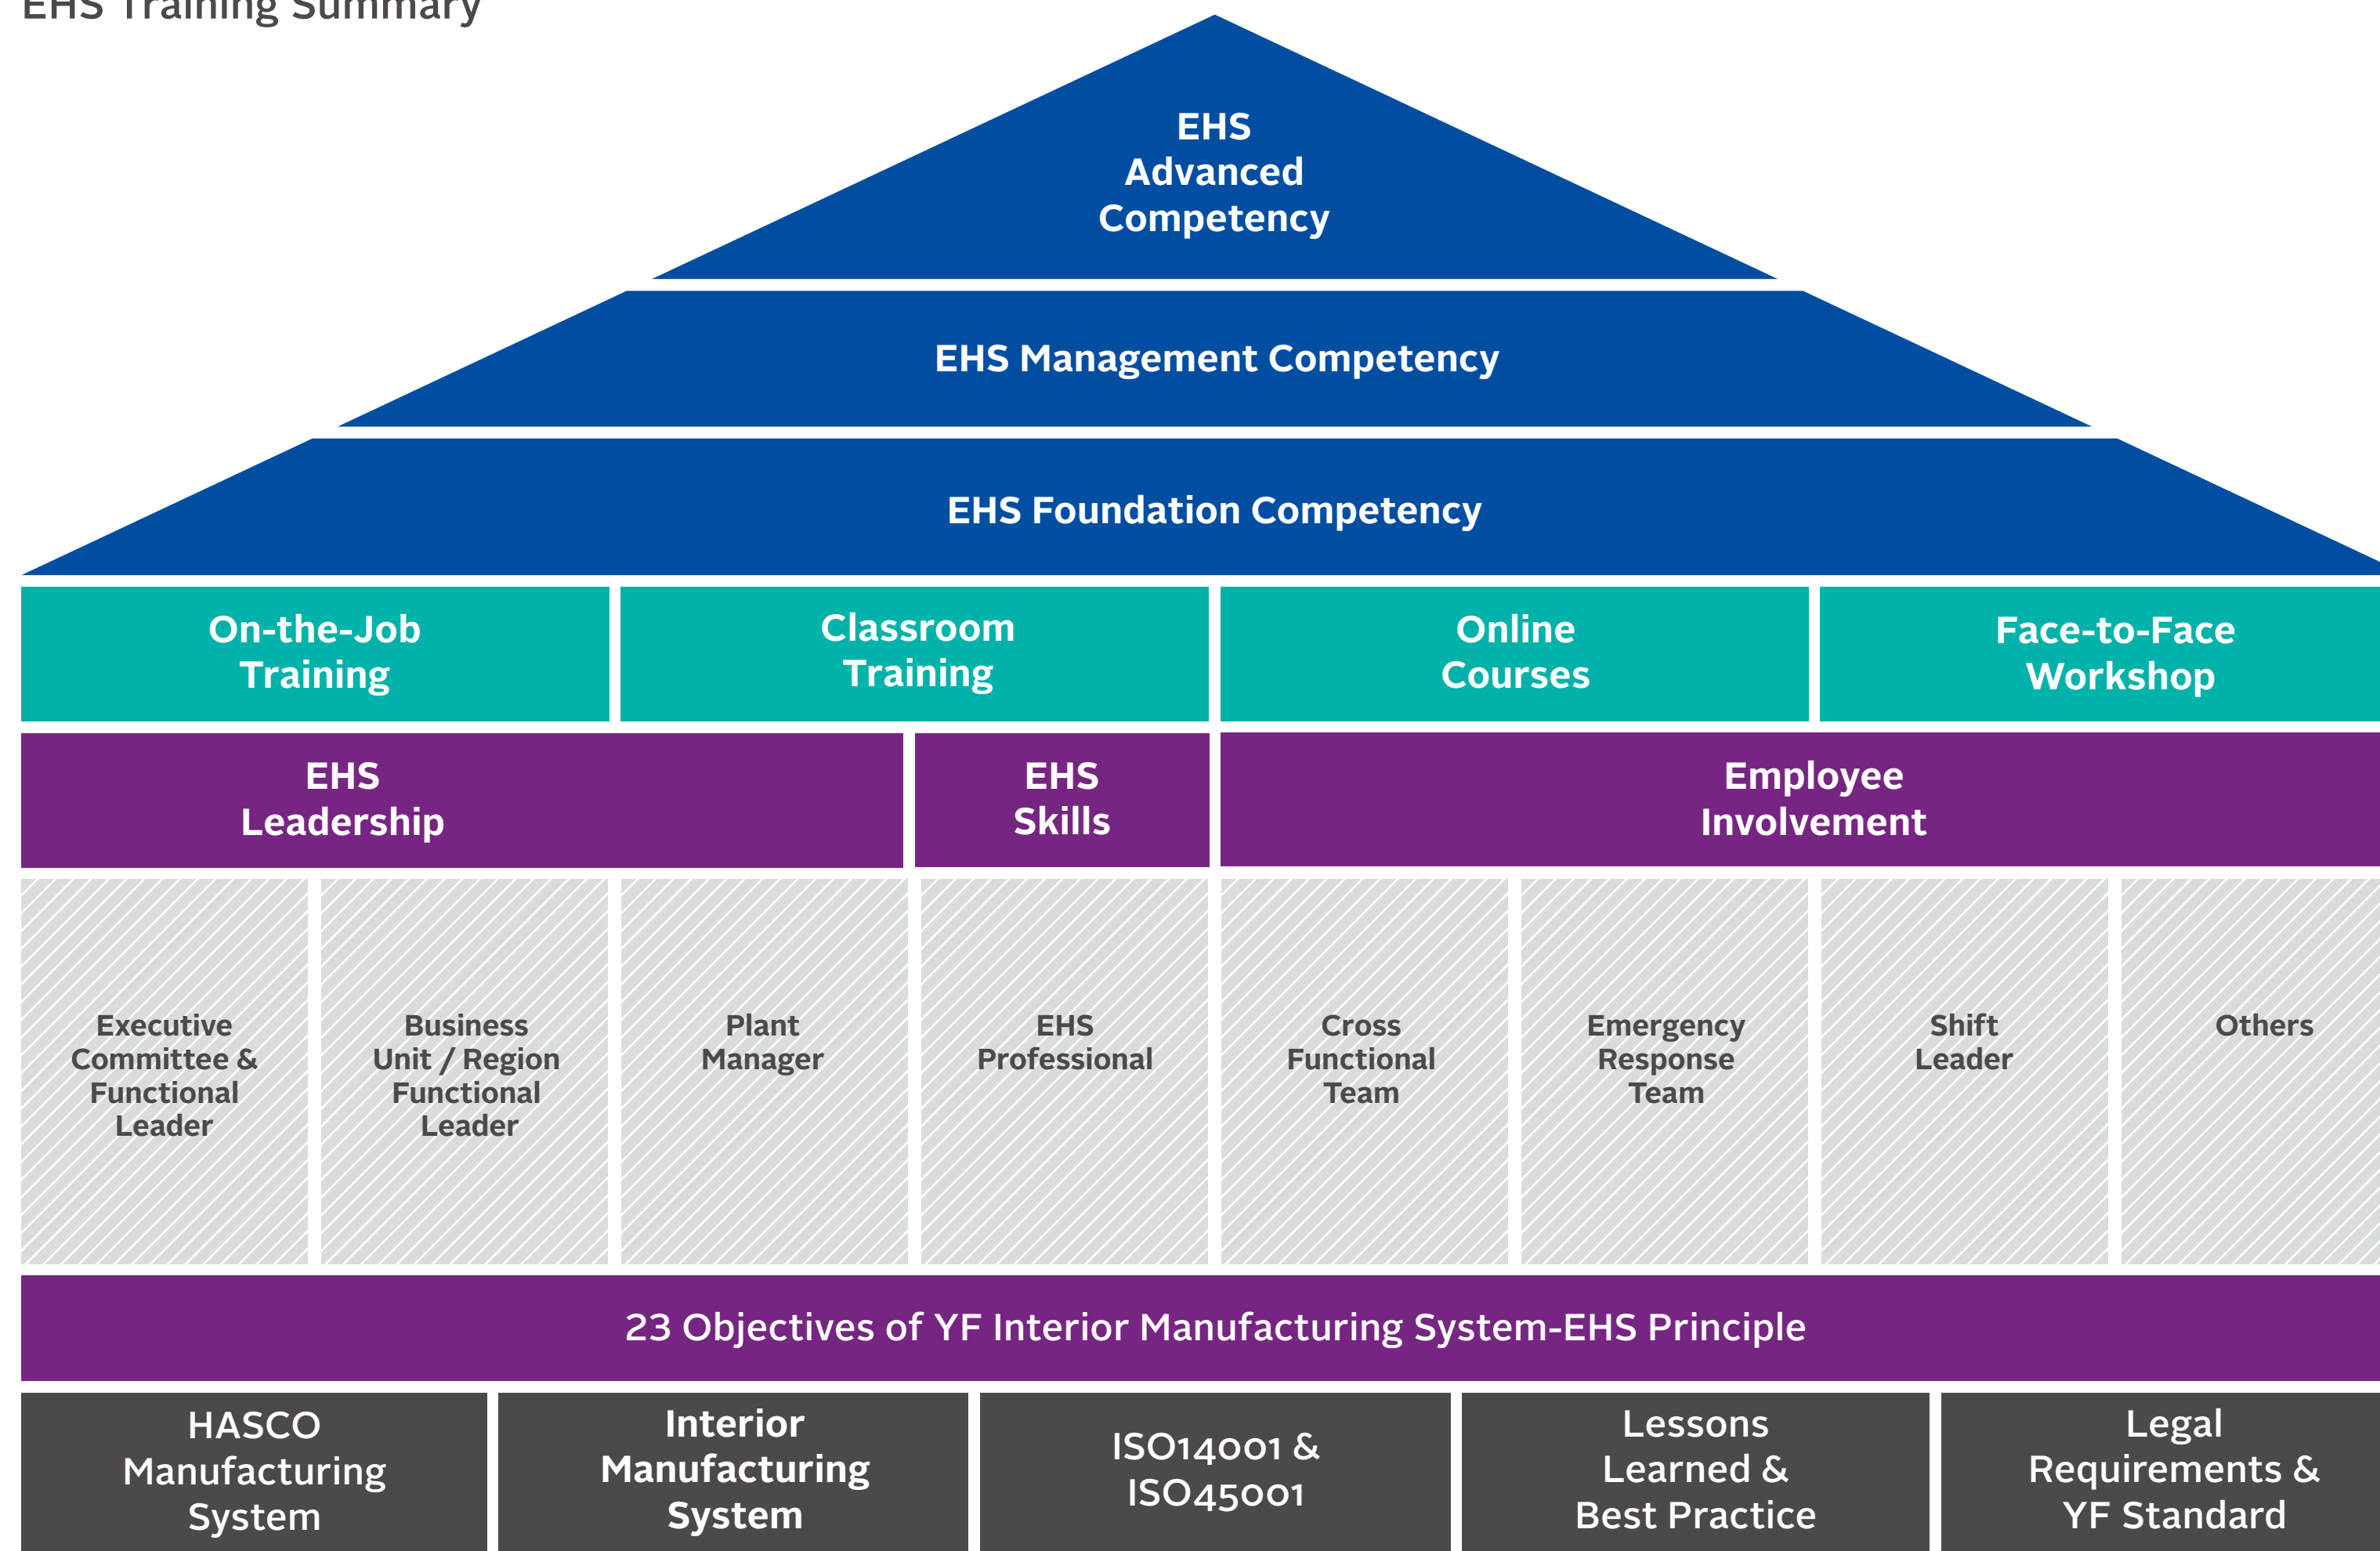 EHS Training Summary
EHS
Advanced
Competency
EHS Management Competency
EHS Foundation Competency
On-the-Job
Training
Classroom
Training
Online
Courses
Face-to-Face
Workshop
EHS
Leadership
EHS
Skills
Employee
Involvement
Executive
Committee &
Functional
Leader
Business
Unit / Region
Functional
Leader
Plant
Manager
EHS
Professional
Cross
Functional
Team
Emergency
Response
Team
Shift
Leader
Others
23 Objectives of YF Interior Manufacturing System-EHS Principle
HASCO
Manufacturing
System
Interior
Manufacturing
System
ISO14001 &
ISO45001
Lessons
Learned &
Best Practice
Legal
Requirements &
YF Standard